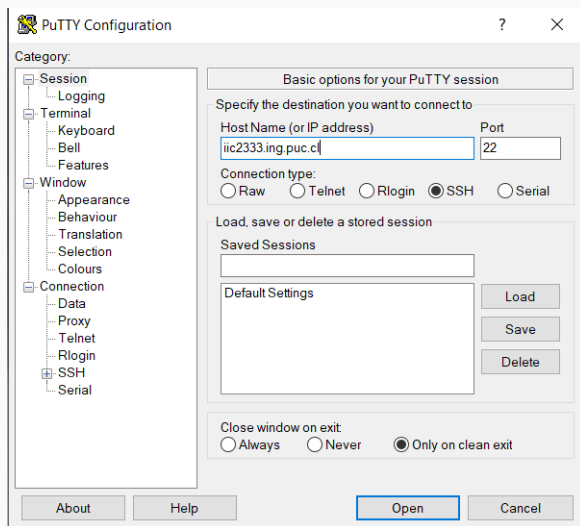 PuTTY Configuration
?
Category:
Session
Logging
Terminal
Keyboard
Bell
Features
Window
Appearance
Behaviour
Translation
Selection
Colours
Connection
Data
Proxy
Telnet
Rlogin
SSH
Serial
Basic options for your PuTTY session
Specify the destination you want to connect to
Host Name (or IP address) Port
iic2333.ing.puc.cl 22
Connection type:
Raw Telnet Rlogin SSH Serial
Load, save or delete a stored session
Saved Sessions
Default Settings
Load
Save
Delete
Close window on exit:
Always Never Only on clean exit
About Help Open Cancel